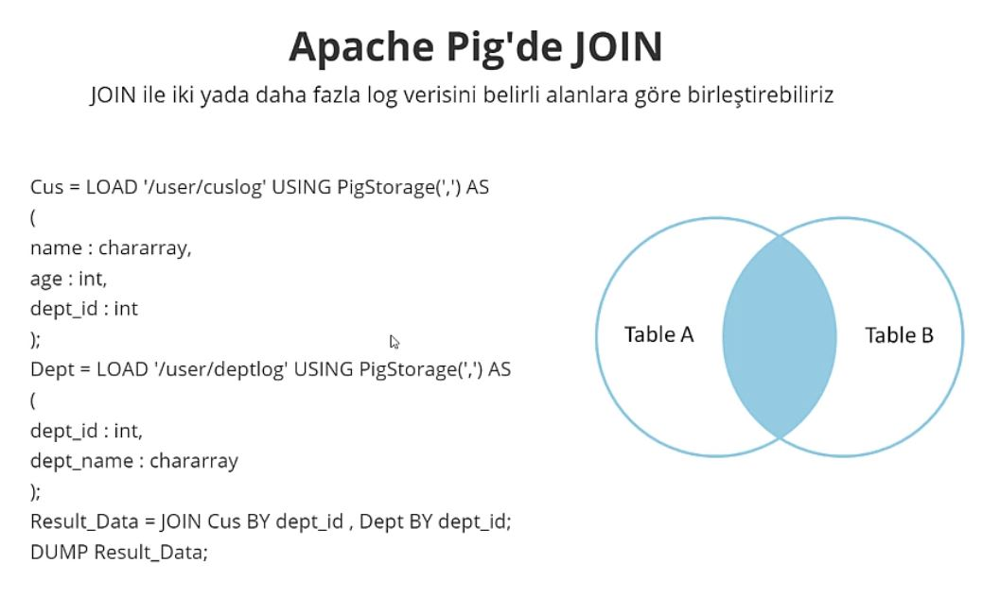 Apache Pig'de JOIN
JOIN ile iki yada daha fazla log verisini belirli alanlara göre birleştirebiliriz
Cus = LOAD '/user/cuslog' USING PigStorage(',') AS
(
name : chararray,
age : int,
dept_id : int
);
Dept = LOAD '/user/deptlog' USING PigStorage(',') AS
(
dept_id : int,
dept_name : chararray
);
Result_Data = JOIN Cus BY dept_id , Dept BY dept_id;
DUMP Result_Data;
Table A
Table B